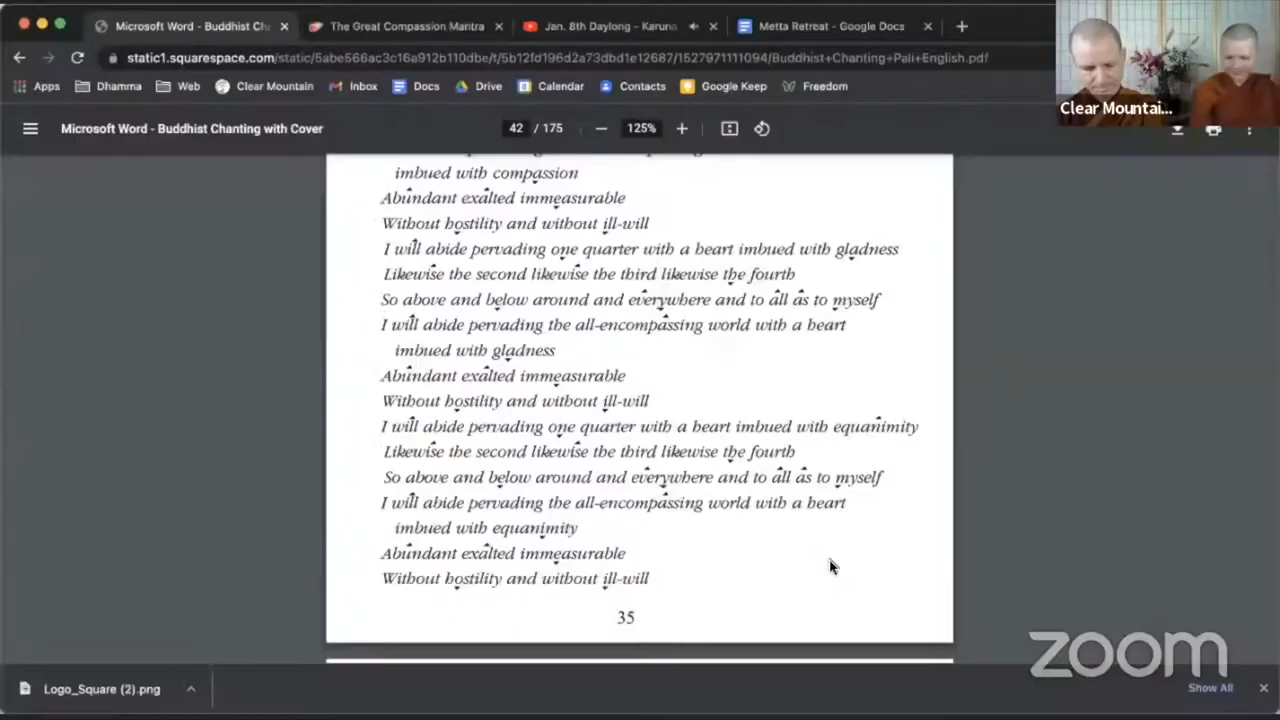 Microsoft Word - Buddhist Cha
The Great Compassion Mantra
Jan. 8th Daylong - Karuna
Metta Retreat - Google Docs
static1.squarespace.com/static/5abe566ac3c16a912b110dbe/t/5b12fd196d2a73dbd1e12687/1527971111094/Buddhist+Chanting+Pali+English.pdf
Apps Dhamma Web Clear Mountain Inbox Docs Drive Calendar Contacts Google Keep Freedom
Clear Mountai...
Microsoft Word - Buddhist Chanting with Cover 42 / 175 125%
imbued with compassion
Abundant exalted immeasurable
Without hostility and without ill-will
I will abide pervading one quarter with a heart imbued with gladness
Likewise the second likewise the third likewise the fourth
So above and below around and everywhere and to all as to myself
I will abide pervading the all-encompassing world with a heart
imbued with gladness
Abundant exalted immeasurable
Without hostility and without ill-will
I will abide pervading one quarter with a heart imbued with equanimity
Likewise the second likewise the third likewise the fourth
So above and below around and everywhere and to all as to myself
I will abide pervading the all-encompassing world with a heart
imbued with equanimity
Abundant exalted immeasurable
Without hostility and without ill-will
35
zoom
Logo_Square (2).png
Show All